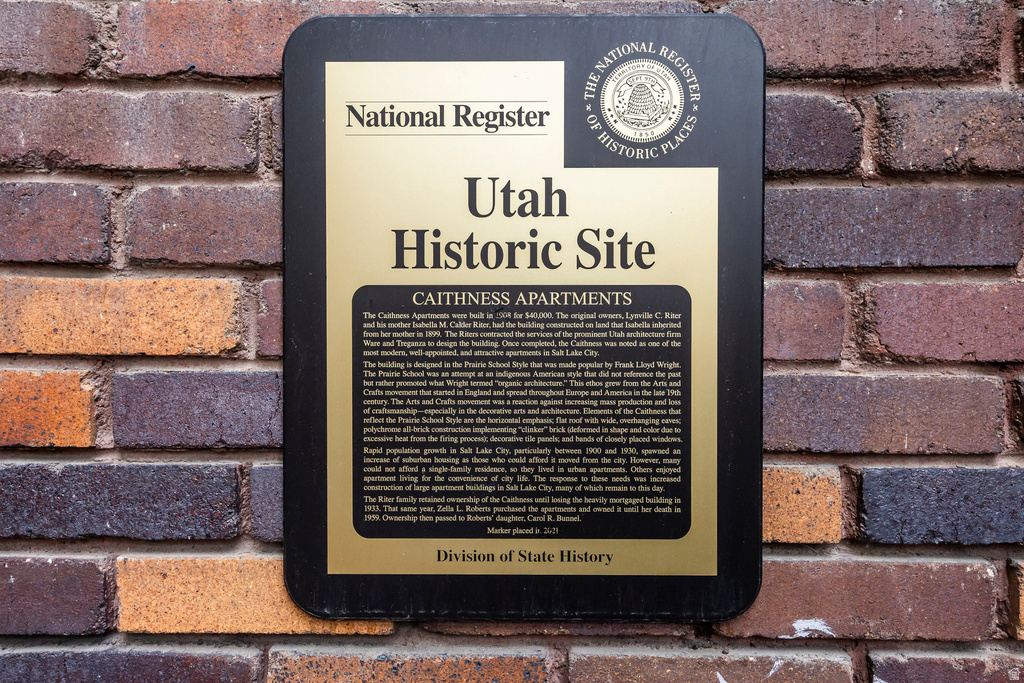 THE NATIONAL REGISTER
OF HISTORIC PLACES
TERRITORY OF UTAH
SEPT 9TH
1850
National Register
Utah
Historic Site
CAITHNESS APARTMENTS
The Caithness Apartments were built in 1908 for $40,000. The original owners, Lynville C. Riter
and his mother Isabella M. Calder Riter, had the building constructed on land that Isabella inherited
from her mother in 1899. The Riters contracted the services of the prominent Utah architecture firm
Ware and Treganza to design the building. Once completed, the Caithness was noted as one of the
most modern, well-appointed, and attractive apartments in Salt Lake City.
The building is designed in the Prairie School Style that was made popular by Frank Lloyd Wright.
The Prairie School was an attempt at an indigenous American style that did not reference the past
but rather promoted what Wright termed “organic architecture.” This ethos grew from the Arts and
Crafts movement that started in England and spread throughout Europe and America in the late 19th
century. The Arts and Crafts movement was a reaction against increasing mass production and loss
of craftsmanship—especially in the decorative arts and architecture. Elements of the Caithness that
reflect the Prairie School Style are the horizontal emphasis; flat roof with wide, overhanging eaves;
polychrome all-brick construction implementing “clinker” brick (deformed in shape and color due to
excessive heat from the firing process); decorative tile panels; and bands of closely placed windows.
Rapid population growth in Salt Lake City, particularly between 1900 and 1930, spawned an
increase of suburban housing as those who could afford it moved from the city. However, many
could not afford a single-family residence, so they lived in urban apartments. Others enjoyed
apartment living for the convenience of city life. The response to these needs was increased
construction of large apartment buildings in Salt Lake City, many of which remain to this day.
The Riter family retained ownership of the Caithness until losing the heavily mortgaged building in
1933. That same year, Zella L. Roberts purchased the apartments and owned it until her death in
1959. Ownership then passed to Roberts’ daughter, Carol R. Bunnel.
Marker placed in 2021
Division of State History